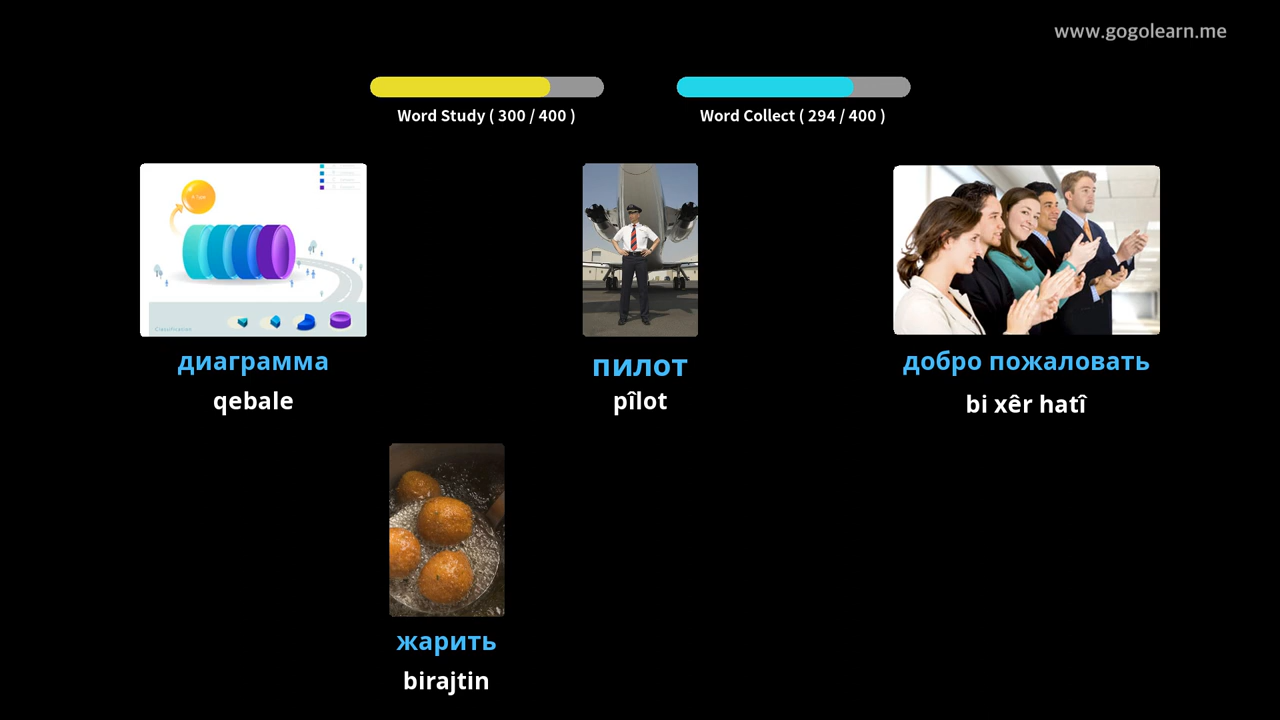 www.gogolearn.me
Word Study ( 300 / 400 )
Word Collect ( 294 / 400 )
Classification
диаграмма
пилот
добро пожаловать
qebale
pîlot
bi xêr hatî
жарить
birajtin